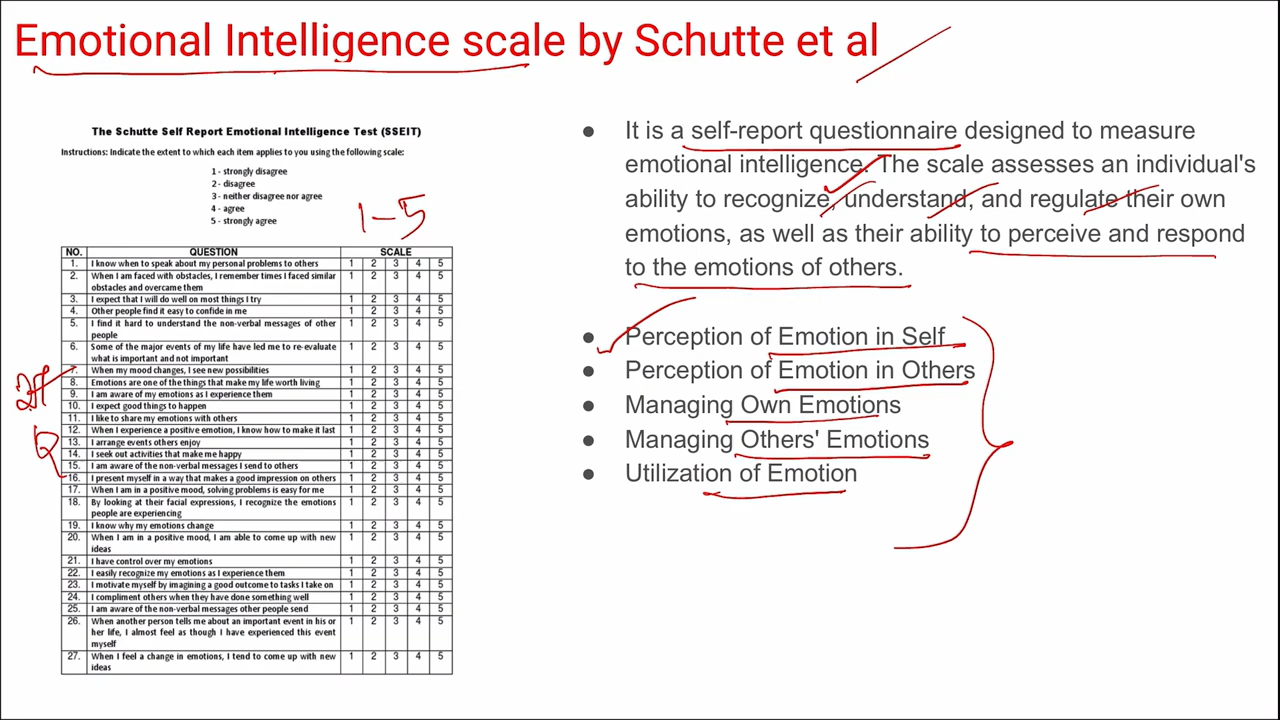 Emotional Intelligence scale by Schutte et al
The Schutte Self Report Emotional Intelligence Test (SSEIT)
Instructions: Indicate the extent to which each item applies to you using the following scale:
1 - strongly disagree
2 - disagree
3 - neither disagree nor agree
4 - agree
5 - strongly agree
1-5
NO. QUESTION SCALE
1. I know when to speak about my personal problems to others 1 2 3 4 5
2. When I am faced with obstacles, I remember times I faced similar 1 2 3 4 5
obstacles and overcame them
3. I expect that I will do well on most things I try 1 2 3 4 5
4. Other people find it easy to confide in me 1 2 3 4 5
5. I find it hard to understand the non-verbal messages of other 1 2 3 4 5
people
6. Some of the major events of my life have led me to re-evaluate 1 2 3 4 5
what is important and not important
7. When my mood changes, I see new possibilities 1 2 3 4 5
8. Emotions are one of the things that make my life worth living 1 2 3 4 5
9. I am aware of my emotions as I experience them 1 2 3 4 5
10. I expect good things to happen 1 2 3 4 5
11. I like to share my emotions with others 1 2 3 4 5
12. When I experience a positive emotion, I know how to make it last 1 2 3 4 5
13. I arrange events others enjoy 1 2 3 4 5
14. I seek out activities that make me happy 1 2 3 4 5
15. I am aware of the non-verbal messages I send to others 1 2 3 4 5
16. I present myself in a way that makes a good impression on others 1 2 3 4 5
17. When I am in a positive mood, solving problems is easy for me 1 2 3 4 5
18. By looking at their facial expressions, I recognize the emotions 1 2 3 4 5
people are experiencing
19. I know why my emotions change 1 2 3 4 5
20. When I am in a positive mood, I am able to come up with new 1 2 3 4 5
ideas
21. I have control over my emotions 1 2 3 4 5
22. I easily recognize my emotions as I experience them 1 2 3 4 5
23. I motivate myself by imagining a good outcome to tasks I take on 1 2 3 4 5
24. I compliment others when they have done something well 1 2 3 4 5
25. I am aware of the non-verbal messages other people send 1 2 3 4 5
26. When another person tells me about an important event in his or 1 2 3 4 5
her life, I almost feel as though I have experienced this event
myself
27. When I feel a change in emotions, I tend to come up with new 1 2 3 4 5
ideas
● It is a self-report questionnaire designed to measure
emotional intelligence. The scale assesses an individual's
ability to recognize, understand, and regulate their own
emotions, as well as their ability to perceive and respond
to the emotions of others.
● Perception of Emotion in Self
● Perception of Emotion in Others
● Managing Own Emotions
● Managing Others' Emotions
● Utilization of Emotion